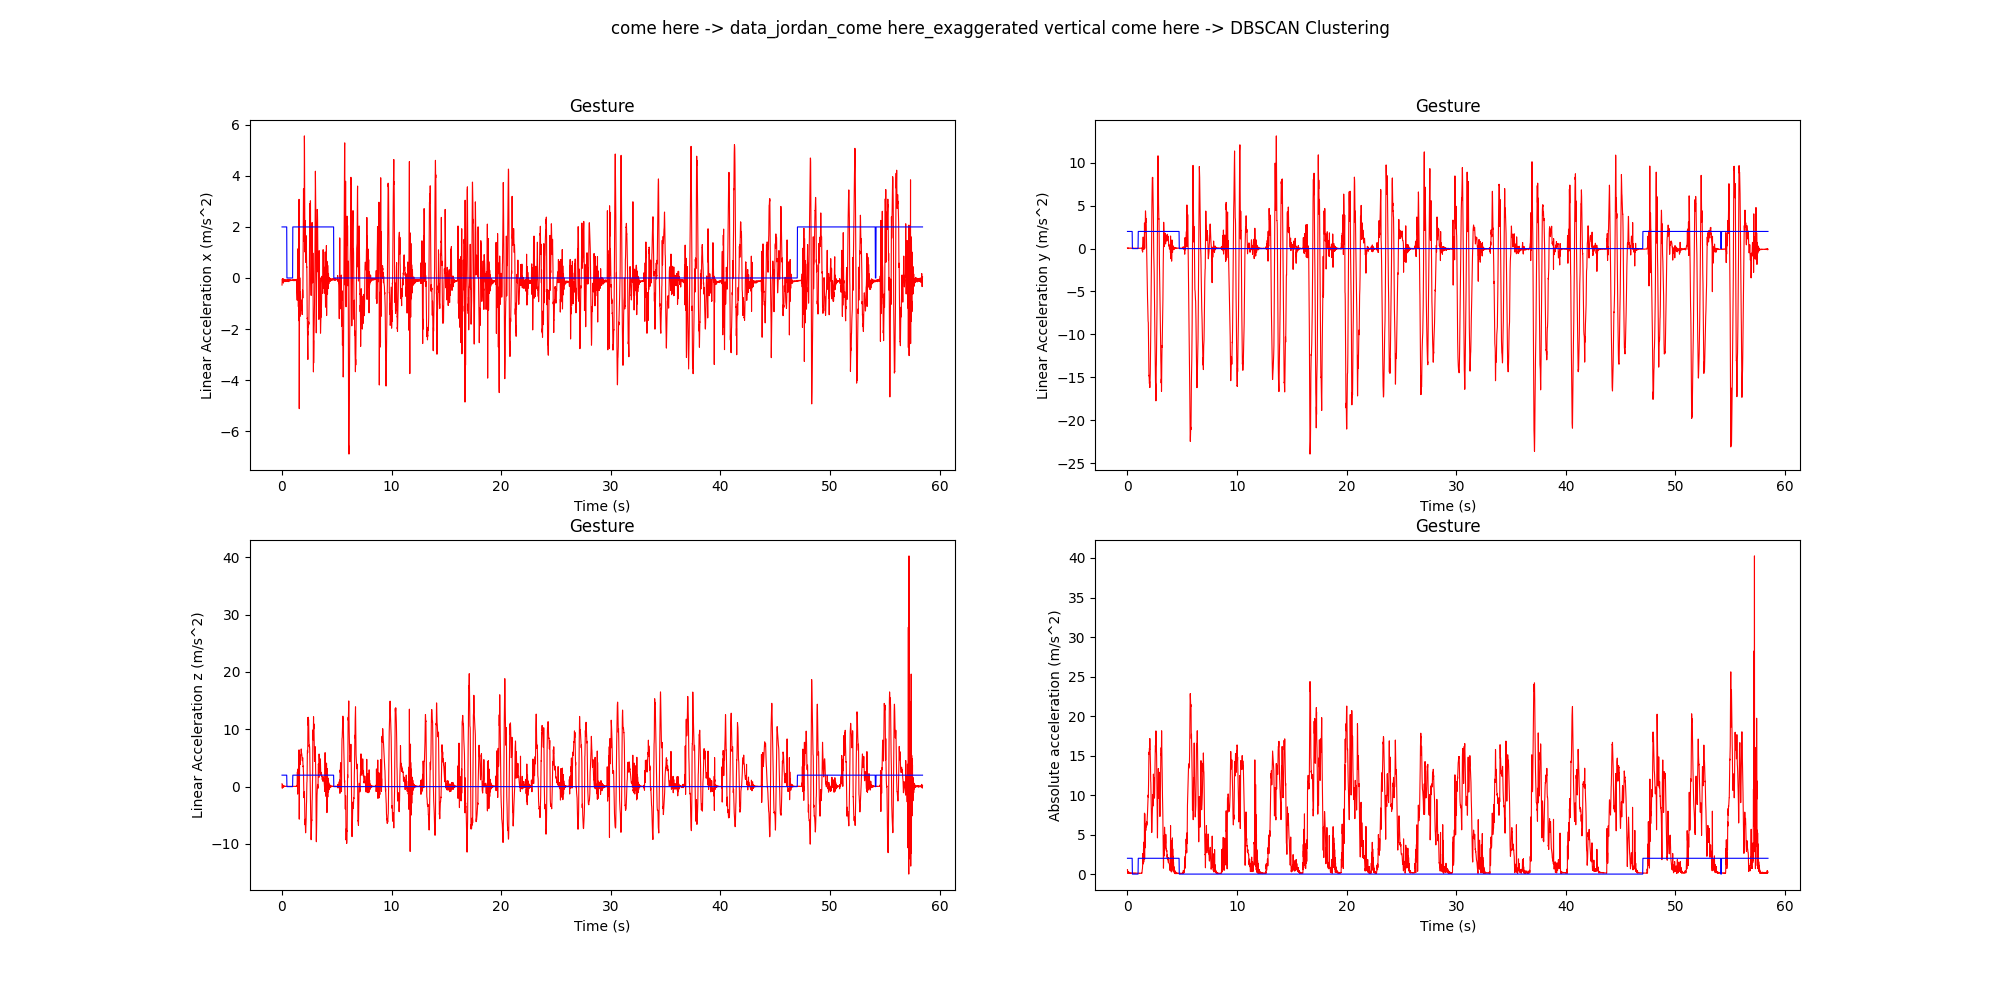 come here -> data_jordan_come here_exaggerated vertical come here -> DBSCAN Clustering
Gesture
6
4
2
0
−2
−4
−6
Linear Acceleration x (m/s^2)
0 10 20 30 40 50 60
Time (s)
Gesture
10
5
0
−5
−10
−15
−20
−25
Linear Acceleration y (m/s^2)
0 10 20 30 40 50 60
Time (s)
Gesture
40
30
20
10
0
−10
Linear Acceleration z (m/s^2)
0 10 20 30 40 50 60
Time (s)
Gesture
40
35
30
25
20
15
10
5
0
Absolute acceleration (m/s^2)
0 10 20 30 40 50 60
Time (s)